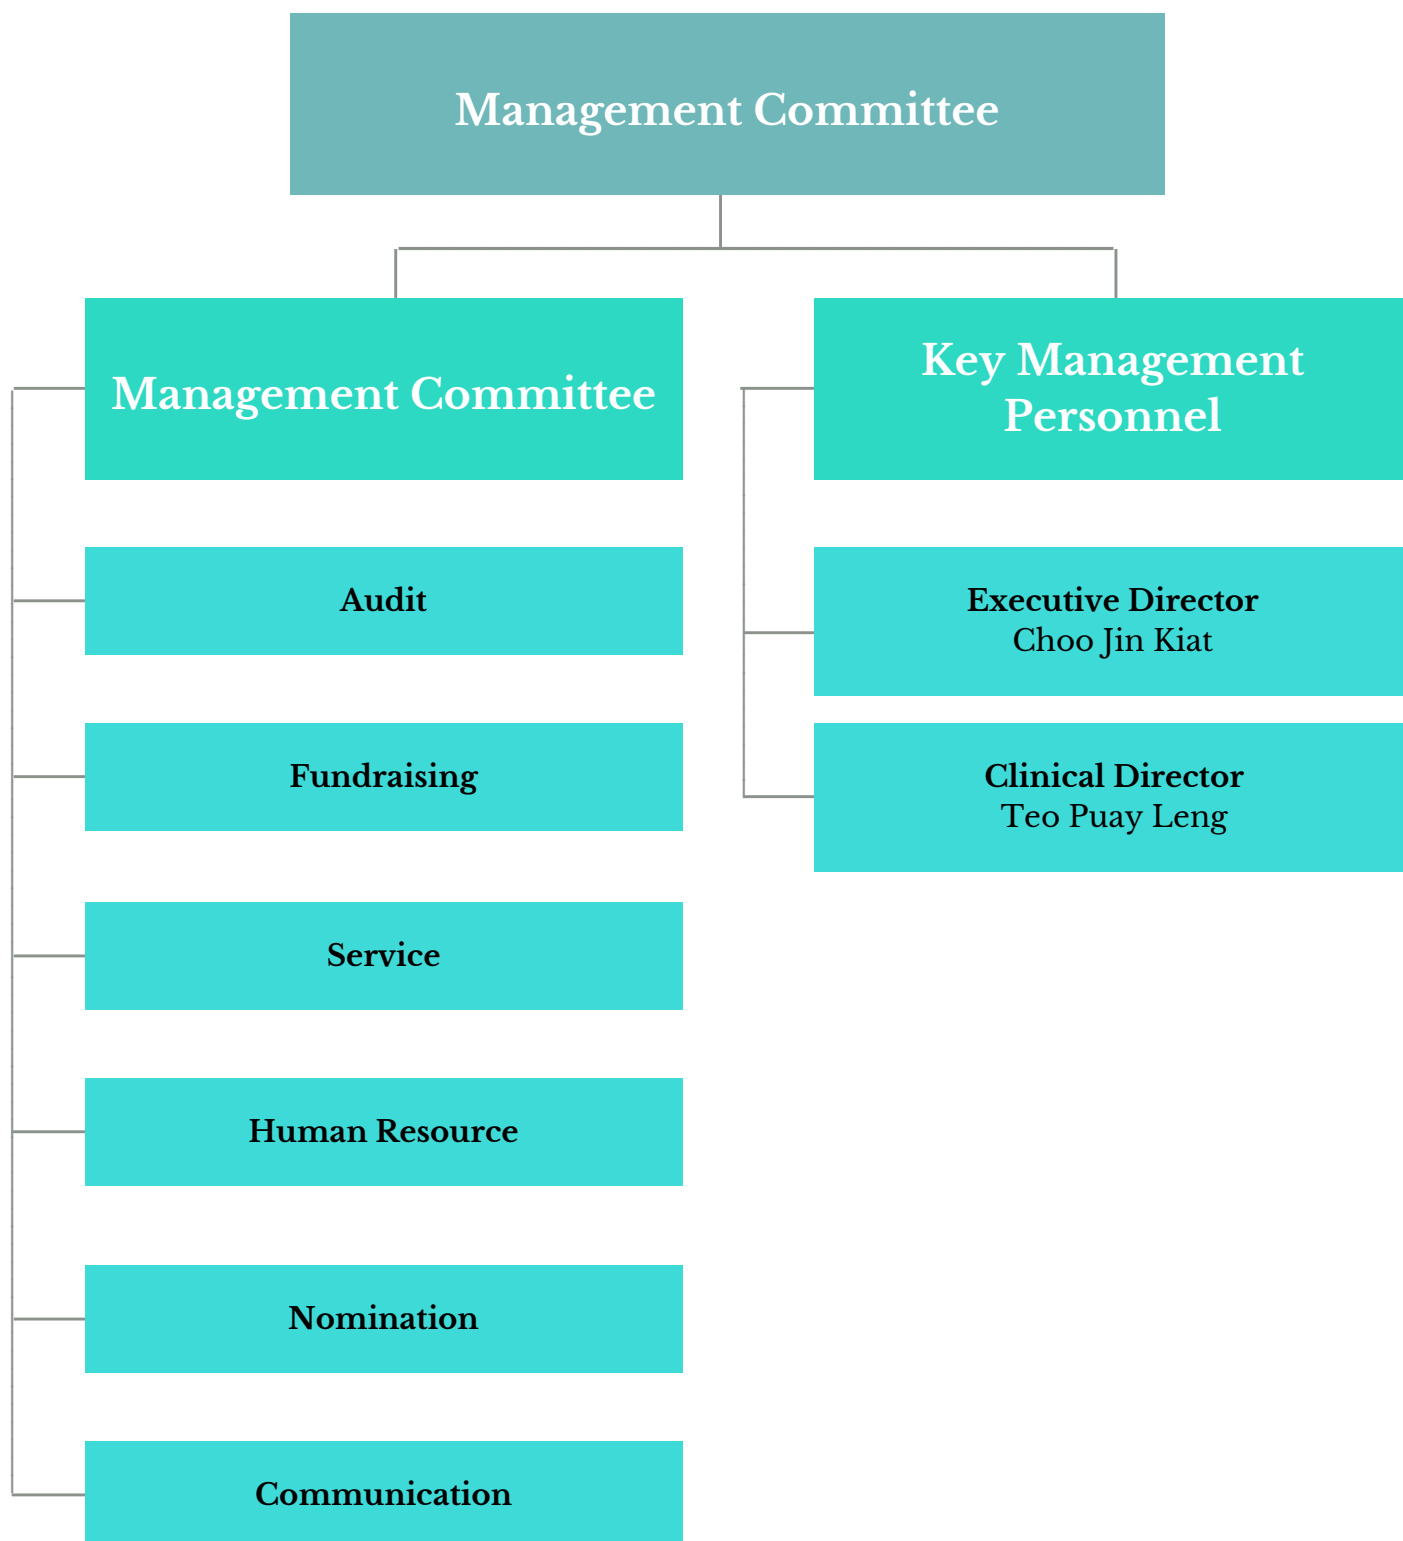 Management Committee
Management Committee
Key Management
Personnel
Audit
Fundraising
Service
Human Resource
Nomination
Communication
Executive Director
Choo Jin Kiat
Clinical Director
Teo Puay Leng